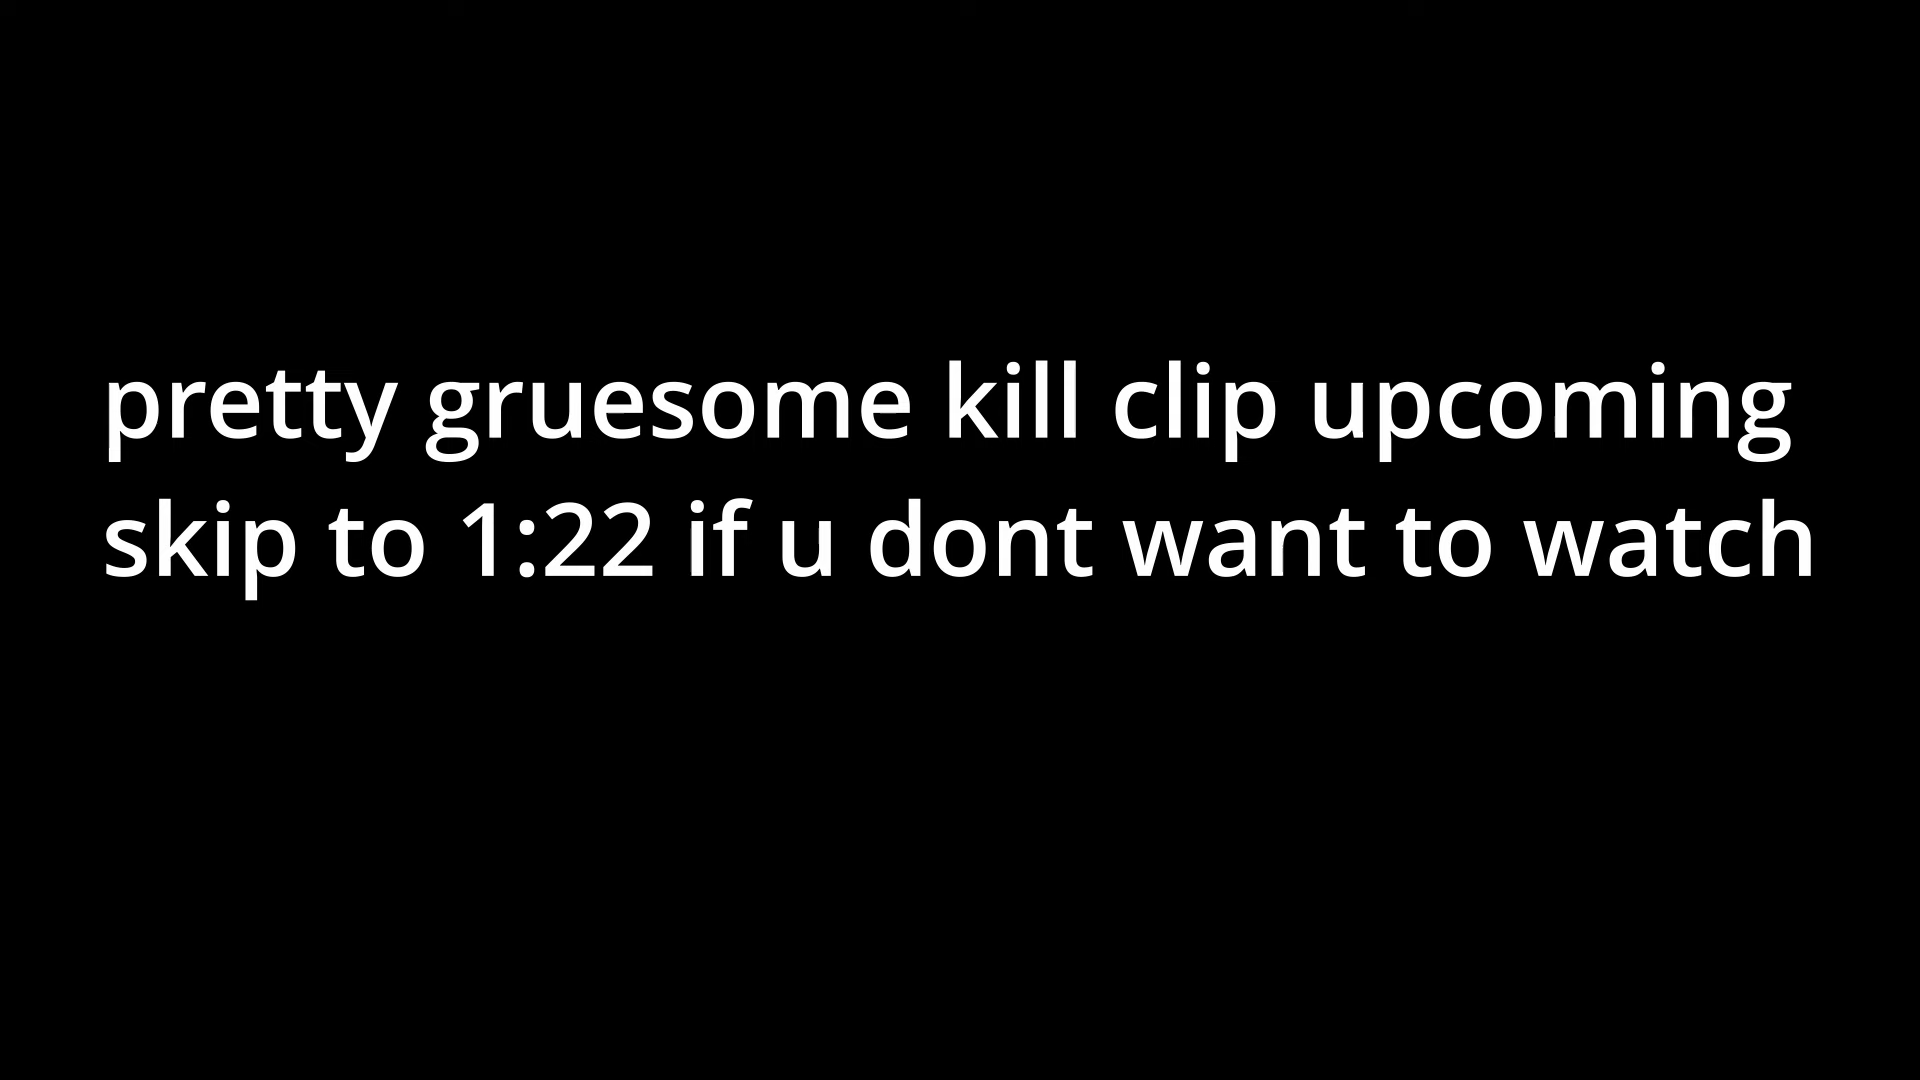 pretty gruesome kill clip upcoming
skip to 1:22 if u dont want to watch